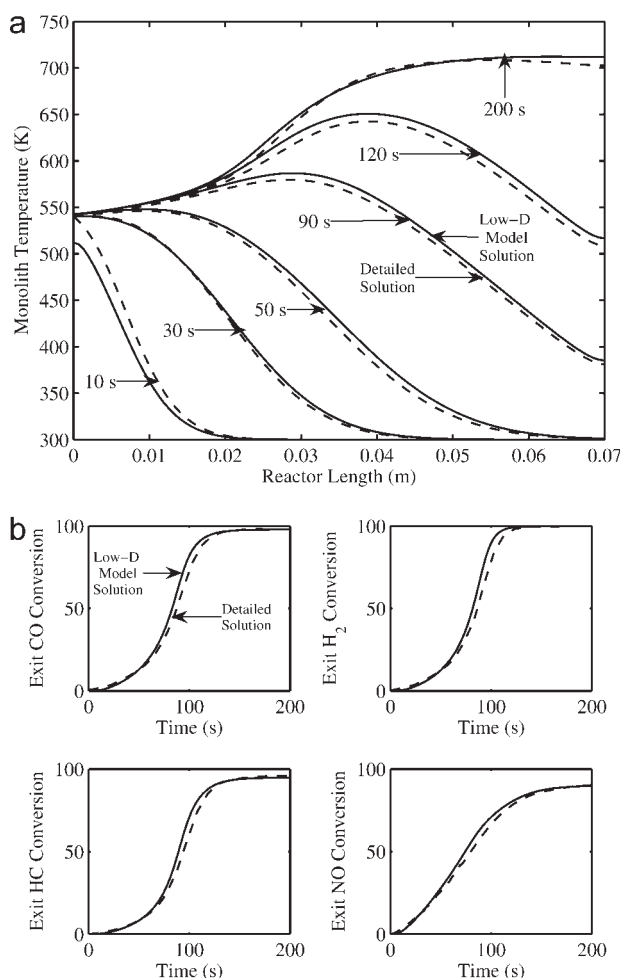 a
750
700
650
600
550
500
450
400
350
300
Monolith Temperature (K)
200 s
120 s
90 s
Low−D
Model
Solution
Detailed
Solution
50 s
30 s
10 s
0 0.01 0.02 0.03 0.04 0.05 0.06 0.07
Reactor Length (m)
b
100
50
0
Exit CO Conversion
Low−D
Model
Solution
Detailed
Solution
0 100 200
Time (s)
100
50
0
Exit H2 Conversion
0 100 200
Time (s)
100
50
0
Exit HC Conversion
0 100 200
Time (s)
100
50
0
Exit NO Conversion
0 100 200
Time (s)